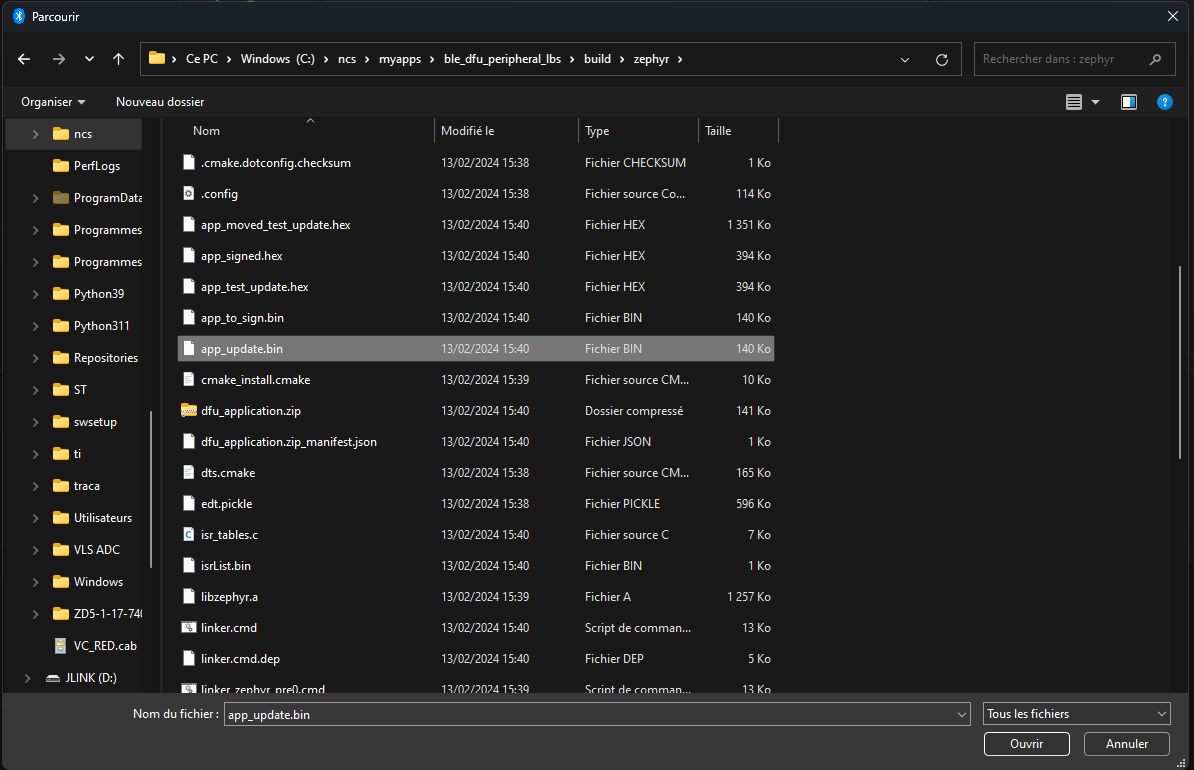 Parcourir
Ce PC > Windows (C:) > ncs > myapps > ble_dfu_peripheral_lbs > build > zephyr >
Rechercher dans : zephyr
Organiser Nouveau dossier
?
ncs
PerfLogs
ProgramData
Programmes
Programmes
Python39
Python311
Repositories
ST
swsetup
ti
traca
Utilisateurs
VLS ADC
Windows
ZD5-1-17-740
VC_RED.cab
JLINK (D:)
Nom Modifié le Type Taille
.cmake.dotconfig.checksum 13/02/2024 15:38 Fichier CHECKSUM 1 Ko
.config 13/02/2024 15:38 Fichier source Co... 114 Ko
app_moved_test_update.hex 13/02/2024 15:40 Fichier HEX 1 351 Ko
app_signed.hex 13/02/2024 15:40 Fichier HEX 394 Ko
app_test_update.hex 13/02/2024 15:40 Fichier HEX 394 Ko
app_to_sign.bin 13/02/2024 15:40 Fichier BIN 140 Ko
app_update.bin 13/02/2024 15:40 Fichier BIN 140 Ko
cmake_install.cmake 13/02/2024 15:39 Fichier source CM... 10 Ko
dfu_application.zip 13/02/2024 15:40 Dossier compressé 141 Ko
dfu_application.zip_manifest.json 13/02/2024 15:40 Fichier JSON 1 Ko
dts.cmake 13/02/2024 15:38 Fichier source CM... 165 Ko
edt.pickle 13/02/2024 15:38 Fichier PICKLE 596 Ko
isr_tables.c 13/02/2024 15:40 Fichier source C 7 Ko
isrList.bin 13/02/2024 15:40 Fichier BIN 1 Ko
libzephyr.a 13/02/2024 15:39 Fichier A 1 257 Ko
linker.cmd 13/02/2024 15:40 Script de comman... 13 Ko
linker.cmd.dep 13/02/2024 15:40 Fichier DEP 5 Ko
linker_zephyr_pre0.cmd 13/02/2024 15:39 Script de comman... 13 Ko
Nom du fichier : app_update.bin Tous les fichiers
Ouvrir Annuler